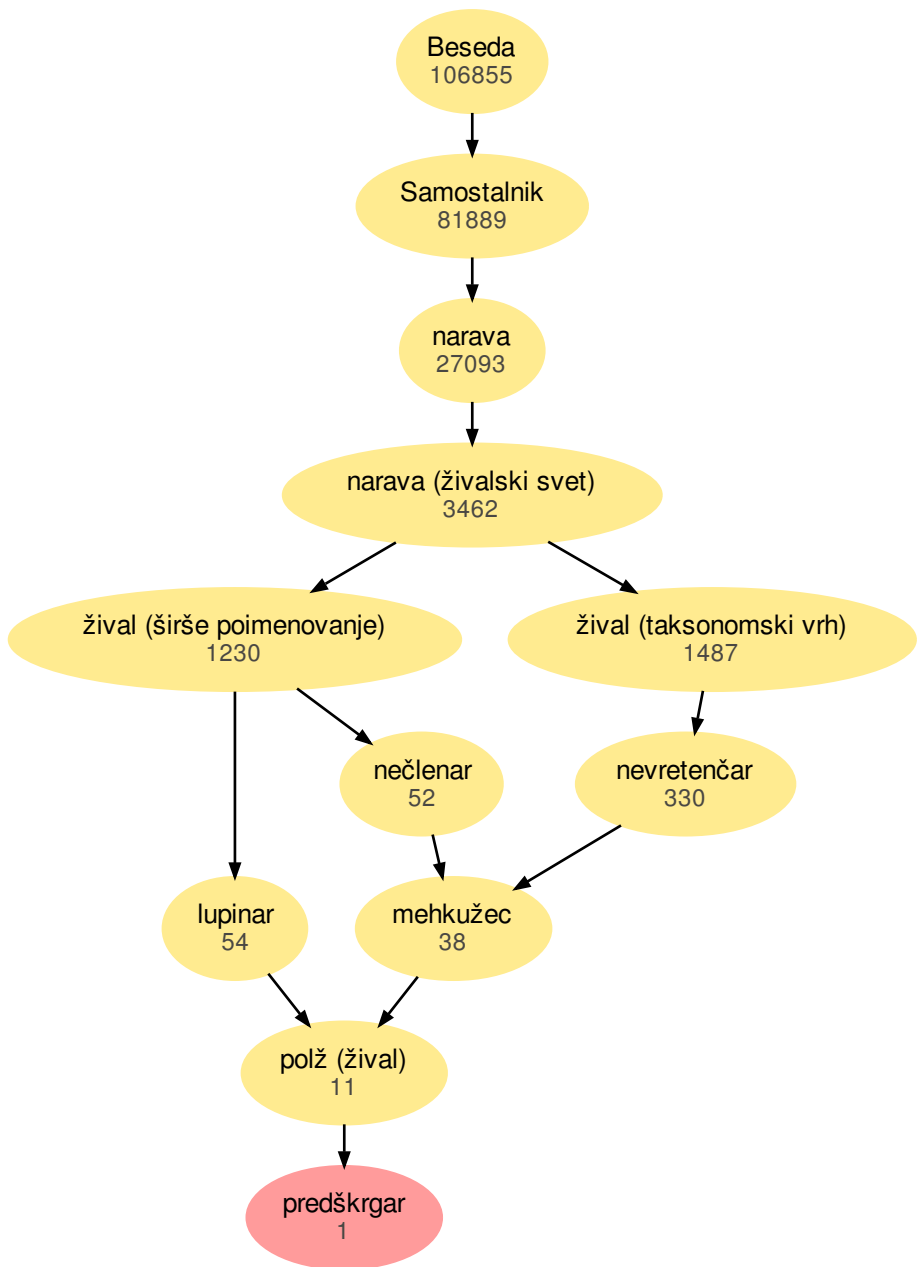 Beseda
106855
Samostalnik
81889
narava
27093
narava (živalski svet)
3462
žival (širše poimenovanje)
1230
žival (taksonomski vrh)
1487
nečlenar
52
nevretenčar
330
lupinar
54
mehkužec
38
polž (žival)
11
predškrgar
1